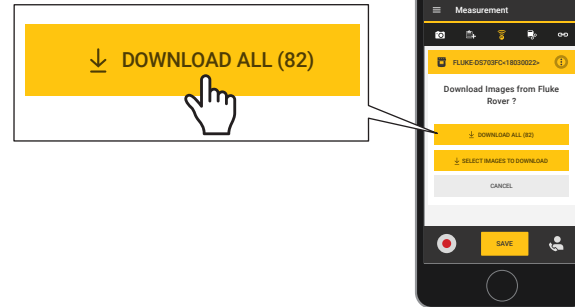 DOWNLOAD ALL (82)
Measurement
FLUKE-DS703FC<18030022>
Download Images from Fluke
Rover ?
DOWNLOAD ALL (82)
SELECT IMAGES TO DOWNLOAD
CANCEL
SAVE